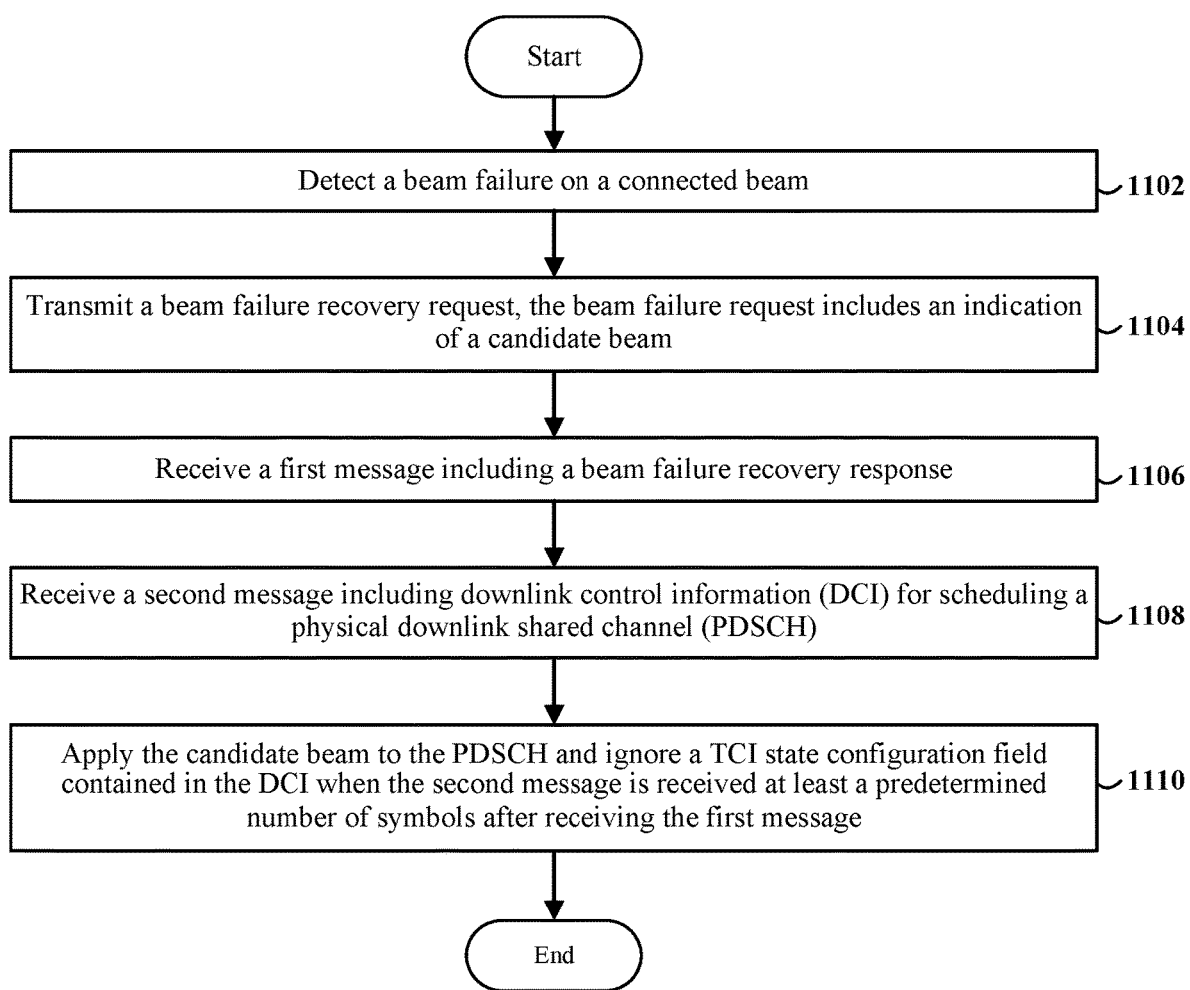 Start
Detect a beam failure on a connected beam
1102
Transmit a beam failure recovery request, the beam failure request includes an indication
of a candidate beam
1104
Receive a first message including a beam failure recovery response
1106
Receive a second message including downlink control information (DCI) for scheduling a
physical downlink shared channel (PDSCH)
1108
Apply the candidate beam to the PDSCH and ignore a TCI state configuration field
contained in the DCI when the second message is received at least a predetermined
number of symbols after receiving the first message
1110
End